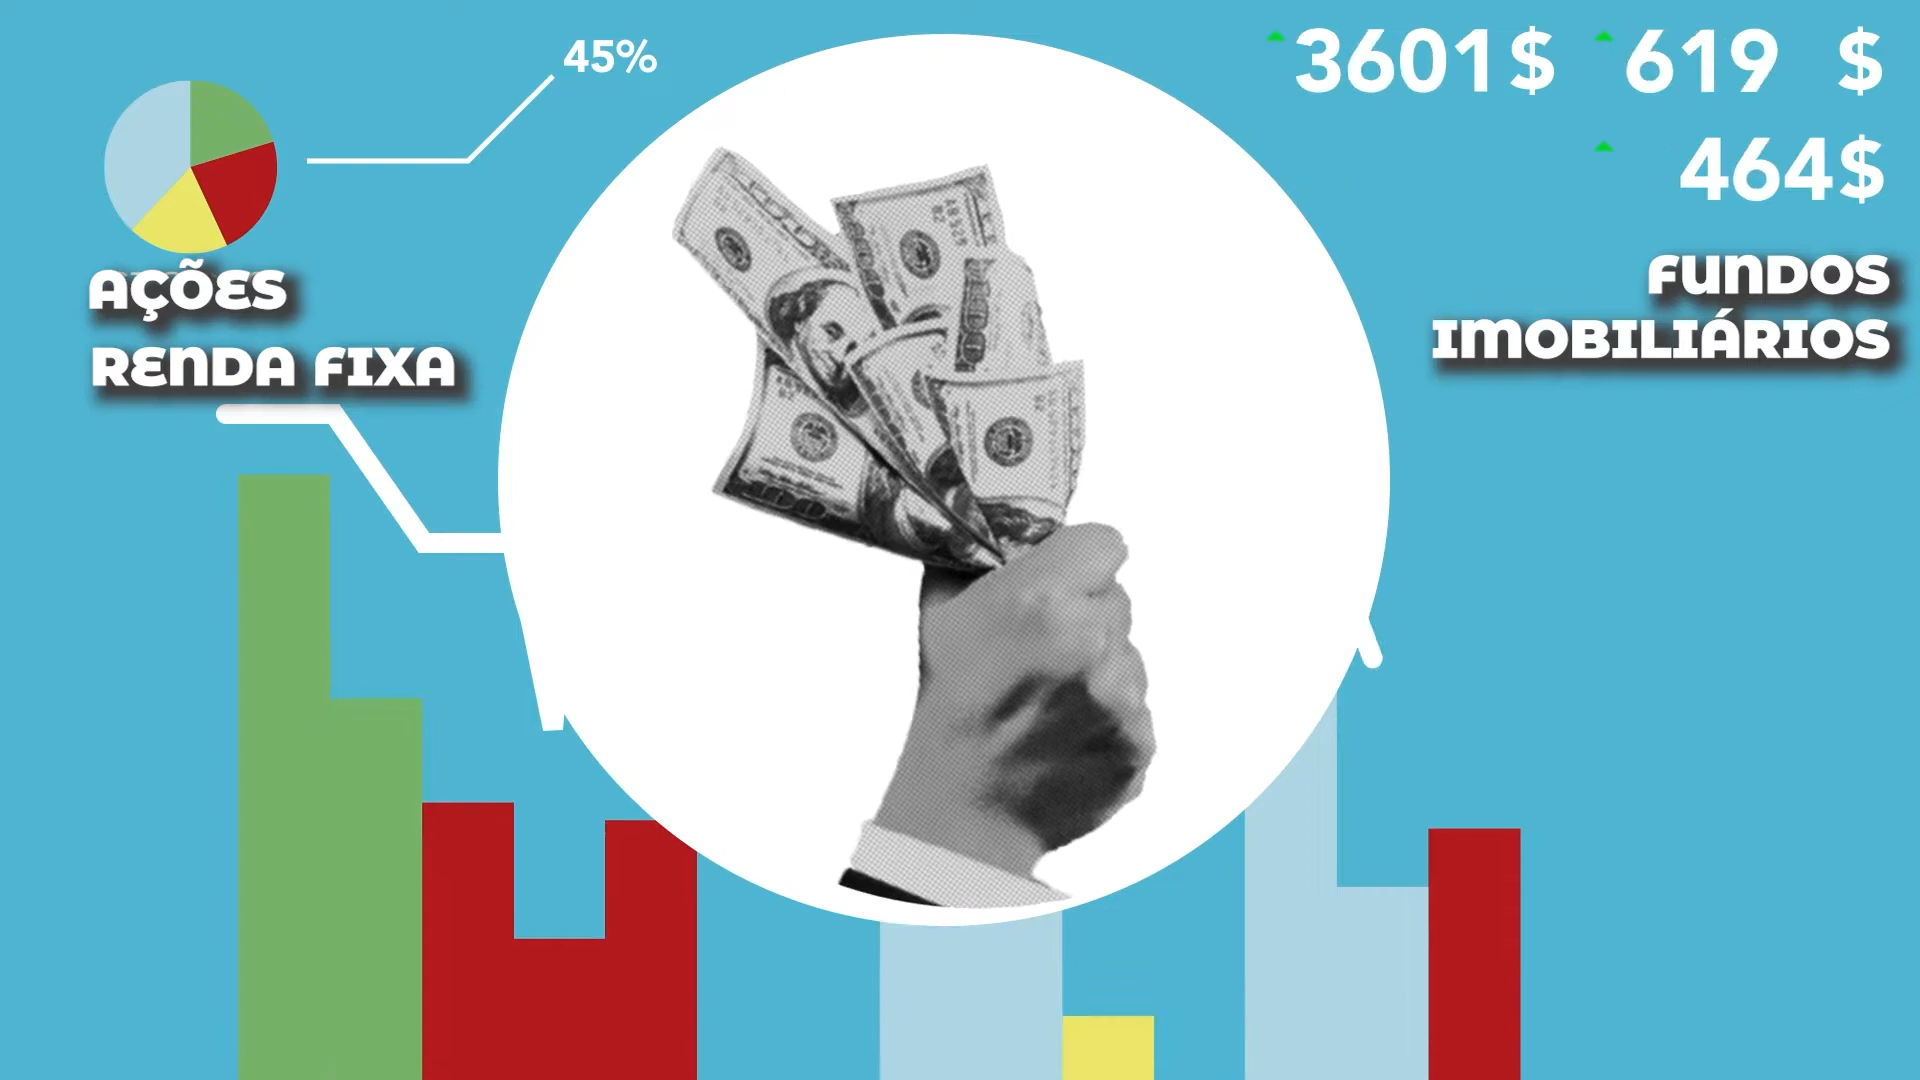 45%
3601$ 619 $
464$
AÇÕES
RENDA FIXA
FUNDOS
IMOBILIÁRIOS